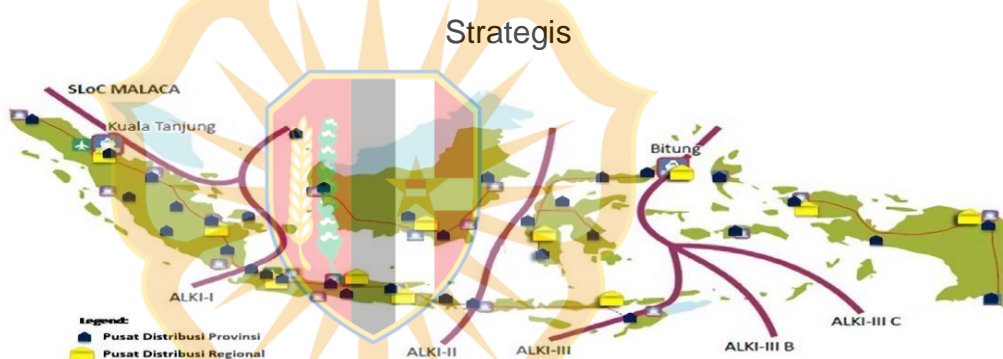 Strategis
SLoC MALACA
Kuala Tanjung
Bitung
ALKI-I
ALKI-II
ALKI-III
ALKI-III B
ALKI-III C
Legend:
Pusat Distribusi Provinsi
Pusat Distribusi Regional